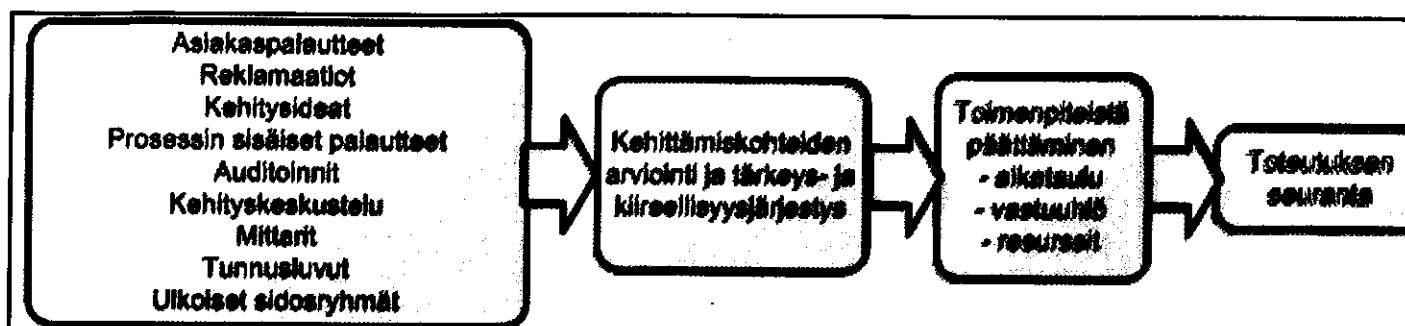 Asiakaspalautteet
Reklamaatiot
Kehitysideat
Prosessin sisäiset palautteet
Auditoinnit
Kehityskeskustelu
Mittarit
Tunnusluvut
Ulkoiset sidosryhmät
Kehittämiskohteiden
arviointi ja tärkeys- ja
kiireellisyysjärjestys
Toimenpiteistä
päättäminen
- aikataulu
- vastuuhlö
- resurssit
Toteutuksen
seuranta